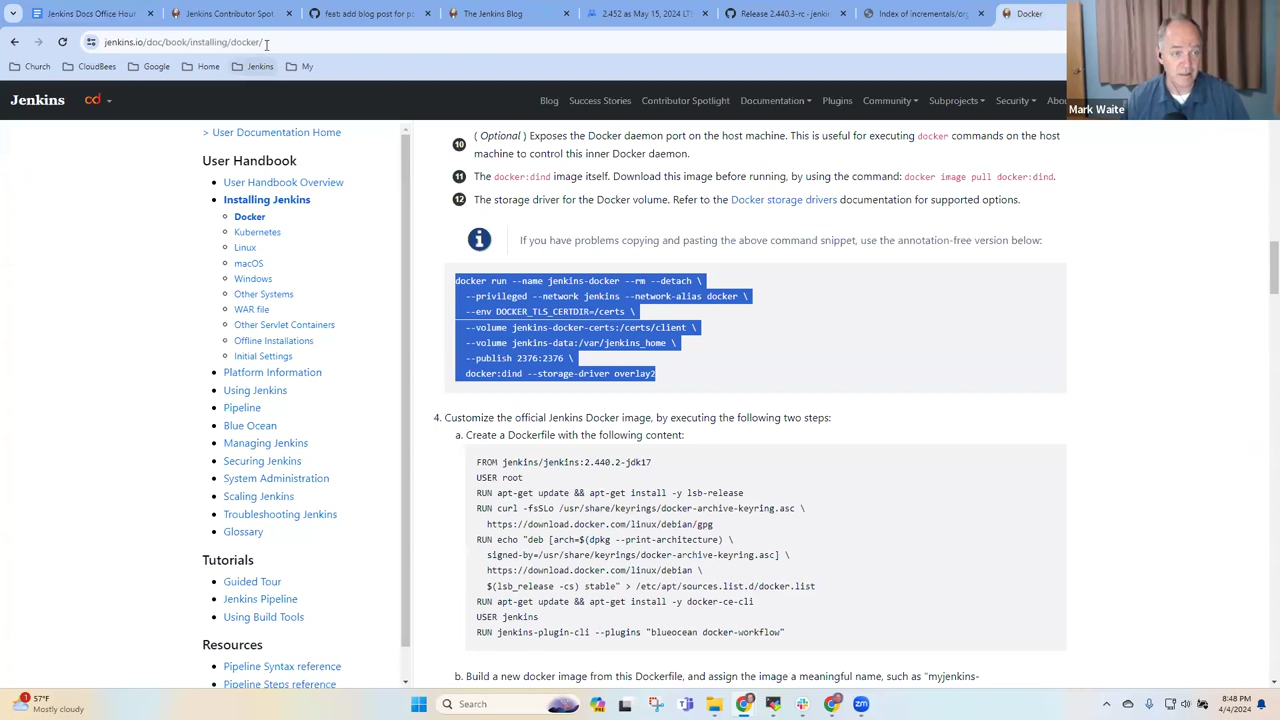 Jenkins Docs Office Hour
Jenkins Contributor Spot
feat: add blog post for p
The Jenkins Blog
2.452 as May 15, 2024 LTS
Release 2.440.3-rc · jenkin
Index of incrementals/org
Docker
jenkins.io/doc/book/installing/docker/
Church
CloudBees
Google
Home
Jenkins
My
Mark Waite
Jenkins
cd
Blog
Success Stories
Contributor Spotlight
Documentation
Plugins
Community
Subprojects
Security
Abou
> User Documentation Home
User Handbook
User Handbook Overview
Installing Jenkins
Docker
Kubernetes
Linux
macOS
Windows
Other Systems
WAR file
Other Servlet Containers
Offline Installations
Initial Settings
Platform Information
Using Jenkins
Pipeline
Blue Ocean
Managing Jenkins
Securing Jenkins
System Administration
Scaling Jenkins
Troubleshooting Jenkins
Glossary
Tutorials
Guided Tour
Jenkins Pipeline
Using Build Tools
Resources
Pipeline Syntax reference
Pipeline Steps reference
10 ( Optional ) Exposes the Docker daemon port on the host machine. This is useful for executing docker commands on the host
machine to control this inner Docker daemon.
11 The docker:dind image itself. Download this image before running, by using the command: docker image pull docker:dind.
12 The storage driver for the Docker volume. Refer to the Docker storage drivers documentation for supported options.
If you have problems copying and pasting the above command snippet, use the annotation-free version below:
docker run --name jenkins-docker --rm --detach \
--privileged --network jenkins --network-alias docker \
--env DOCKER_TLS_CERTDIR=/certs \
--volume jenkins-docker-certs:/certs/client \
--volume jenkins-data:/var/jenkins_home \
--publish 2376:2376 \
docker:dind --storage-driver overlay2
4. Customize the official Jenkins Docker image, by executing the following two steps:
a. Create a Dockerfile with the following content:
FROM jenkins/jenkins:2.440.2-jdk17
USER root
RUN apt-get update && apt-get install -y lsb-release
RUN curl -fsSLo /usr/share/keyrings/docker-archive-keyring.asc \
https://download.docker.com/linux/debian/gpg
RUN echo "deb [arch=$(dpkg --print-architecture) \
signed-by=/usr/share/keyrings/docker-archive-keyring.asc] \
https://download.docker.com/linux/debian \
$(lsb_release -cs) stable" > /etc/apt/sources.list.d/docker.list
RUN apt-get update && apt-get install -y docker-ce-cli
USER jenkins
RUN jenkins-plugin-cli --plugins "blueocean docker-workflow"
b. Build a new docker image from this Dockerfile, and assign the image a meaningful name, such as "myjenkins-
1
57°F
Mostly cloudy
Search
8:48 PM
4/4/2024